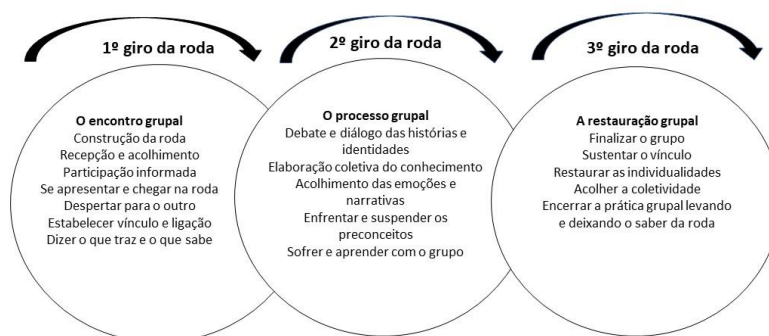 1º giro da roda
2º giro da roda
3º giro da roda
O encontro grupal
Construção da roda
Recepção e acolhimento
Participação informada
Se apresentar e chegar na roda
Despertar para o outro
Estabelecer vínculo e ligação
Dizer o que traz e o que sabe
O processo grupal
Debate e diálogo das histórias e
identidades
Elaboração coletiva do conhecimento
Acolhimento das emoções e
narrativas
Enfrentar e suspender os
preconceitos
Sofrer e aprender com o grupo
A restauração grupal
Finalizar o grupo
Sustentar o vínculo
Restaurar as individualidades
Acolher a coletividade
Encerrar a prática grupal levando
e deixando o saber da roda